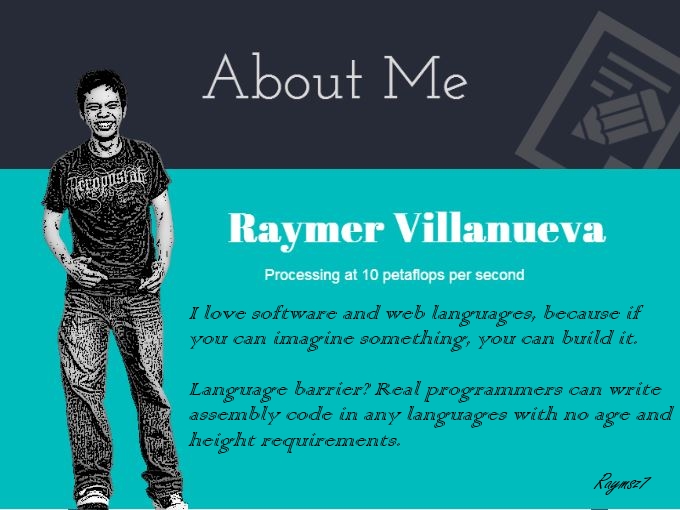 About Me
Aeropostale
Raymer Villanueva
Processing at 10 petaflops per second
I love software and web languages, because if
you can imagine something, you can build it.
Language barrier? Real programmers can write
assembly code in any languages with no age and
height requirements.
Raymsz7